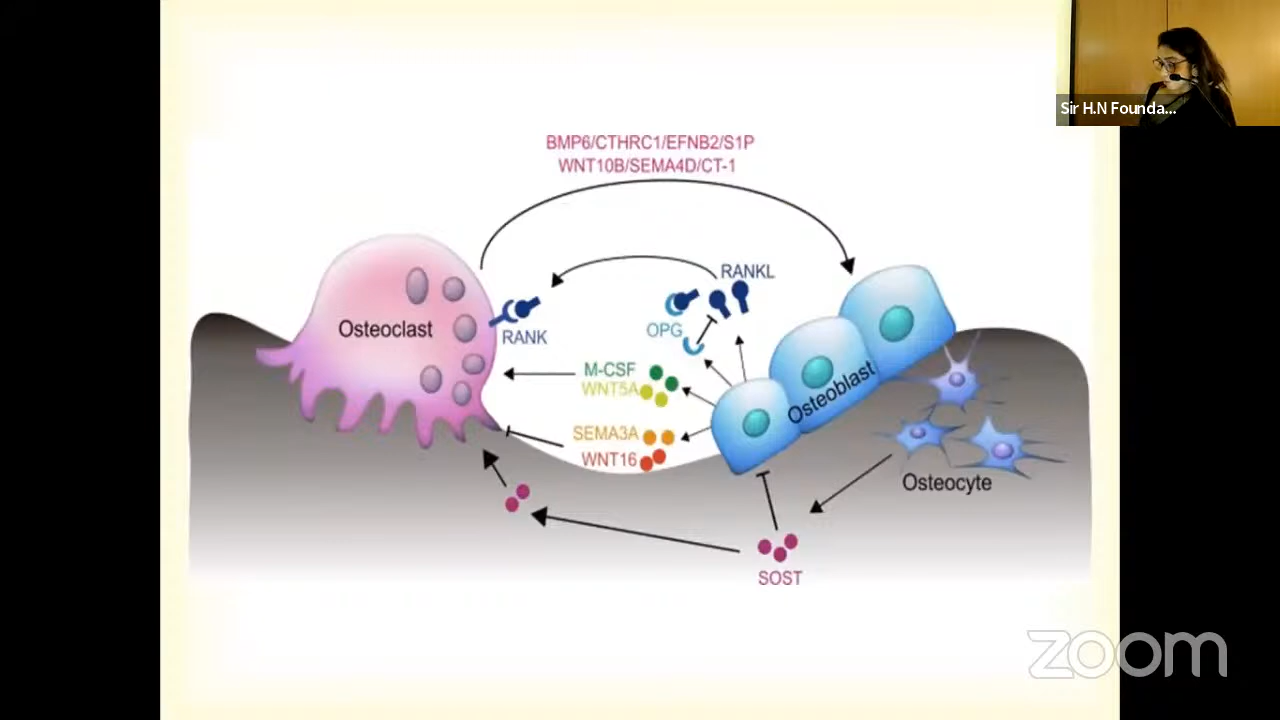 Sir H.N Founda...
BMP6/CTHRC1/EFNB2/S1P
WNT10B/SEMA4D/CT-1
RANKL
OPG
RANK
Osteoclast
M-CSF
WNT5A
Osteoblast
SEMA3A
WNT16
Osteocyte
SOST
zoom